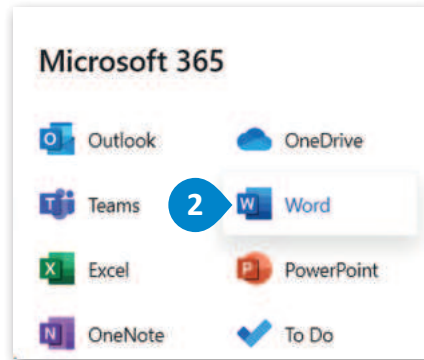 Microsoft 365
Outlook OneDrive
Teams 2 Word
Excel PowerPoint
OneNote To Do